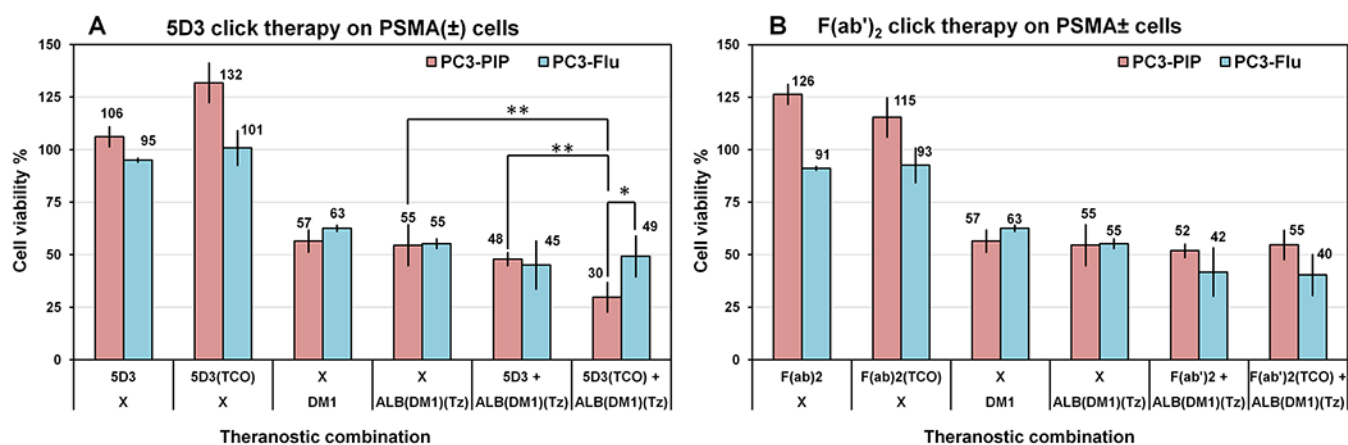 A
5D3 click therapy on PSMA(±) cells
PC3-PIP
PC3-Flu
Cell viability %
150
125
100
75
50
25
0
106
95
132
101
57
63
55
55
48
45
30
49
**
**
*
5D3
5D3(TCO)
X
X
5D3 +
5D3(TCO) +
X
X
DM1
ALB(DM1)(Tz)
ALB(DM1)(Tz)
ALB(DM1)(Tz)
Theranostic combination
B
F(ab')2 click therapy on PSMA± cells
PC3-PIP
PC3-Flu
Cell viability %
150
125
100
75
50
25
0
126
91
115
93
57
63
55
55
52
42
55
40
F(ab)2
F(ab)2(TCO)
X
X
F(ab')2 +
F(ab')2(TCO) +
X
X
DM1
ALB(DM1)(Tz)
ALB(DM1)(Tz)
ALB(DM1)(Tz)
Theranostic combination